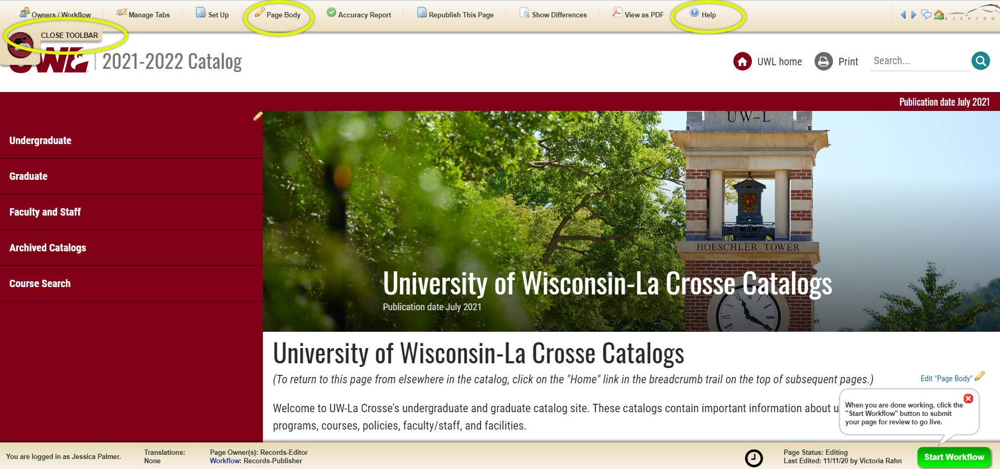 Owners / Workflow
Manage Tabs
Set Up
Page Body
Accuracy Report
Republish This Page
Show Differences
View as PDF
Help
CLOSE TOOLBAR
UWL
2021-2022 Catalog
UWL home
Print
Search...
Publication date July 2021
Undergraduate
Graduate
Faculty and Staff
Archived Catalogs
Course Search
UW-L
HOESCHLER TOWER
University of Wisconsin-La Crosse Catalogs
Publication date July 2021
University of Wisconsin-La Crosse Catalogs
(To return to this page from elsewhere in the catalog, click on the "Home" link in the breadcrumb trail on the top of subsequent pages.)
Edit "Page Body"
Welcome to UW-La Crosse's undergraduate and graduate catalog site. These catalogs contain important information about u
programs, courses, policies, faculty/staff, and facilities.
When you are done working, click the
"Start Workflow" button to submit
your page for review to go live.
You are logged in as Jessica Palmer.
Translations:
None
Page Owner(s): Records-Editor
Workflow: Records-Publisher
Page Status: Editing
Last Edited: 11/11/20 by Victoria Rahn
Start Workflow